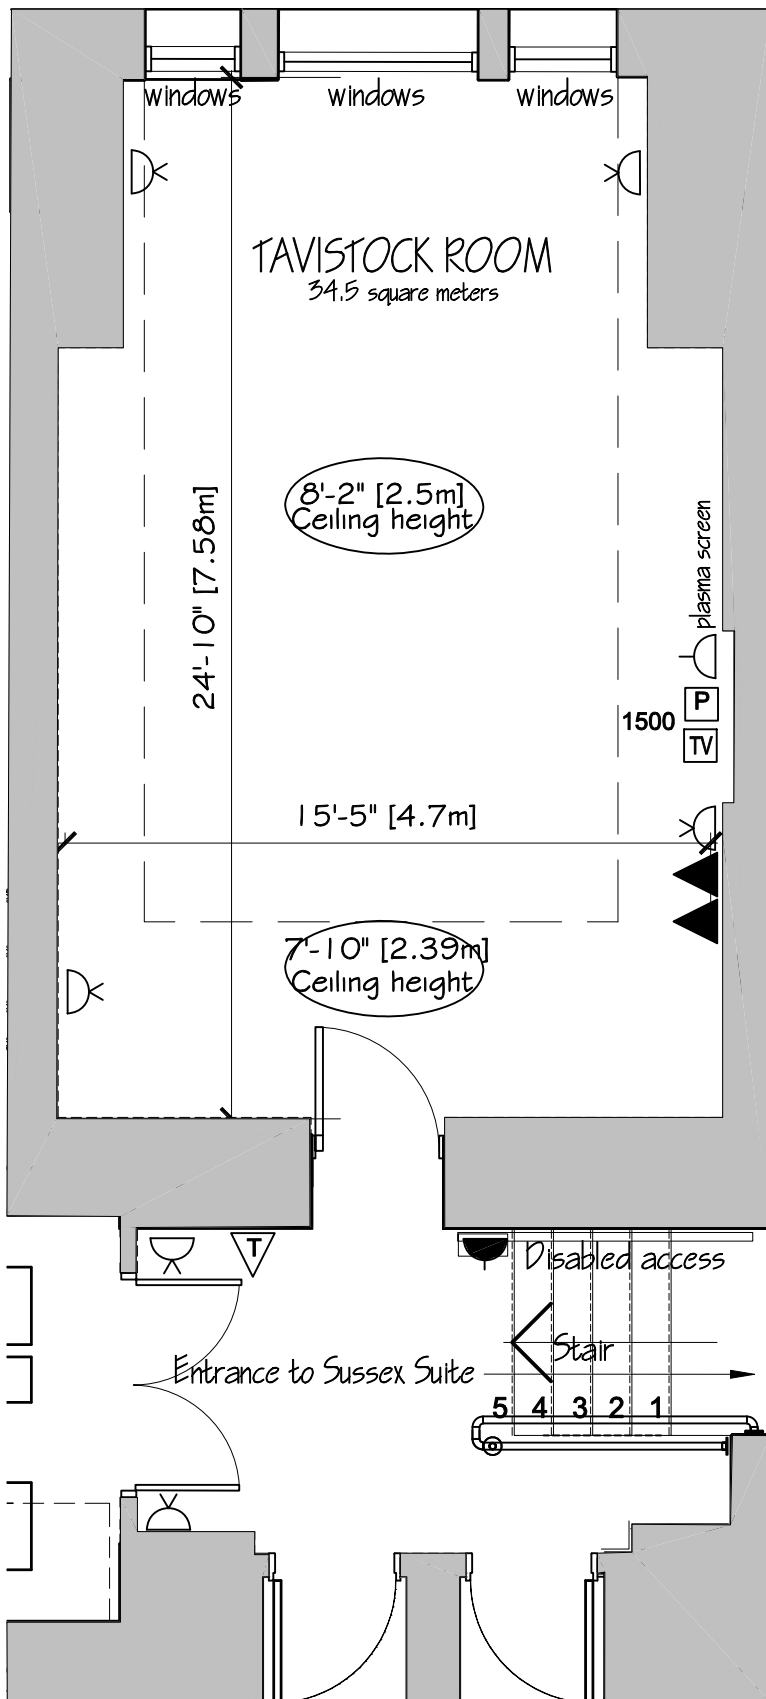 windows
windows
windows
TAVISTOCK ROOM
34.5 square meters
8'-2" [2.5m]
Ceiling height
24'-10" [7.58m]
plasma screen
P
1500
TV
15'-5" [4.7m]
7'-10" [2.39m]
Ceiling height
T
Disabled access
Stair
Entrance to Sussex Suite
5 4 3 2 1